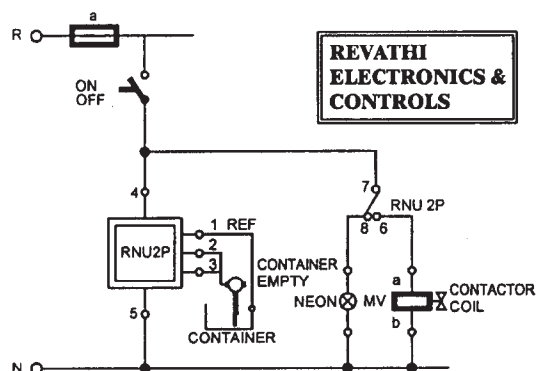 a
R
REVATHI
ELECTRONICS &
CONTROLS
ON
OFF
4
7
RNU 2P
8 6
1 REF
RNU2P
2
3
CONTAINER
EMPTY
a
NEON
MV
CONTACTOR
COIL
5
b
CONTAINER
N